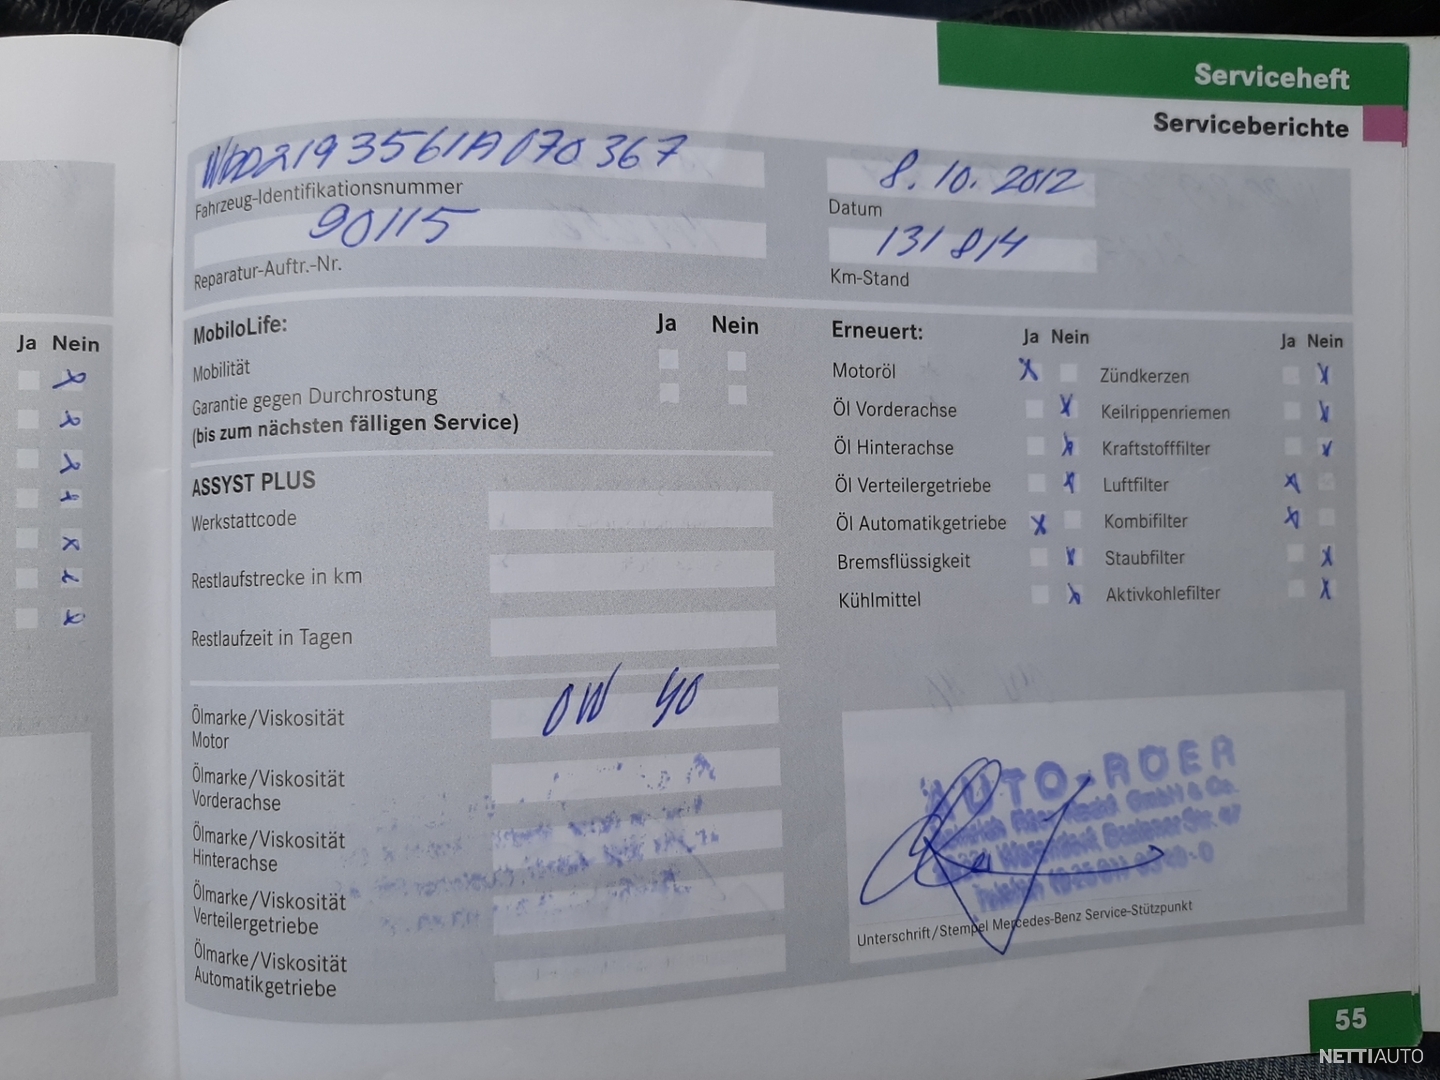 Serviceheft
Serviceberichte
WDD2193561A070367
Fahrzeug-Identifikationsnummer
8.10.2012
Datum
90115
Reparatur-Auftr.-Nr.
131 814
Km-Stand
Ja Nein
MobiloLife: Ja Nein
Mobilität
Garantie gegen Durchrostung
(bis zum nächsten fälligen Service)
ASSYST PLUS
Werkstattcode
Restlaufstrecke in km
Restlaufzeit in Tagen
Ölmarke/Viskosität
Motor
0W 40
Ölmarke/Viskosität
Vorderachse
Ölmarke/Viskosität
Hinterachse
Ölmarke/Viskosität
Verteilergetriebe
Ölmarke/Viskosität
Automatikgetriebe
Erneuert: Ja Nein
Motoröl X
Öl Vorderachse X
Öl Hinterachse X
Öl Verteilergetriebe X
Öl Automatikgetriebe X
Bremsflüssigkeit X
Kühlmittel X
Ja Nein
Zündkerzen X
Keilrippenriemen X
Kraftstofffilter X
Luftfilter X
Kombifilter X
Staubfilter X
Aktivkohlefilter X
AUTO-RÖER
GmbH & Co.
Unterschrift/Stempel Mercedes-Benz Service-Stützpunkt
55
NETTIAUTO